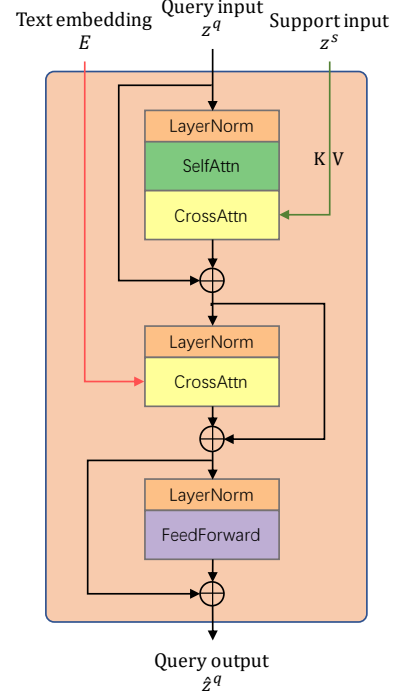 Text embedding
E
Query input
z^q
Support input
z^s
LayerNorm
SelfAttn
K V
CrossAttn
LayerNorm
CrossAttn
LayerNorm
FeedForward
Query output
ẑ^q